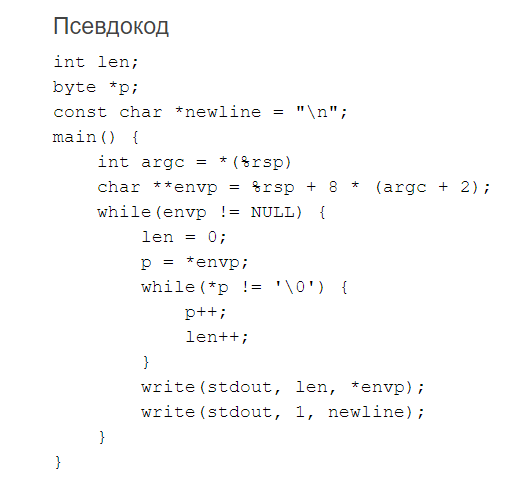 Псевдокод
int len;
byte *p;
const char *newline = "\n";
main() {
    int argc = *(%rsp)
    char **envp = %rsp + 8 * (argc + 2);
    while(envp != NULL) {
        len = 0;
        p = *envp;
        while(*p != '\0') {
            p++;
            len++;
        }
        write(stdout, len, *envp);
        write(stdout, 1, newline);
    }
}